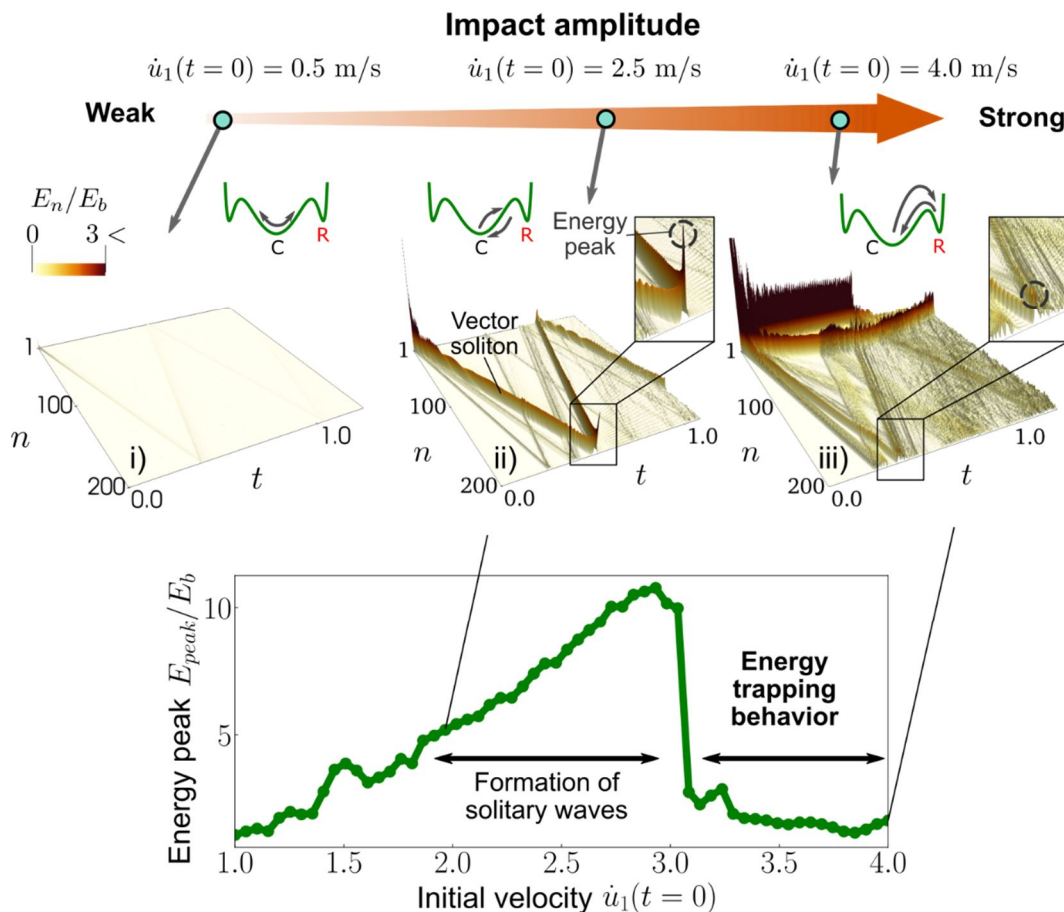 Impact amplitude
u̇₁(t = 0) = 0.5 m/s
u̇₁(t = 0) = 2.5 m/s
u̇₁(t = 0) = 4.0 m/s
Weak
Strong
Eₙ/E_b
0 3 <
C R
C R
C R
Energy
peak
Vector
soliton
1
100
200
n
0.0
1.0
t
i)
1
100
200
n
0.0
1.0
t
ii)
1
100
200
n
0.0
1.0
t
iii)
Energy peak E_peak/E_b
10
5
Energy
trapping
behavior
Formation of
solitary waves
1.0 1.5 2.0 2.5 3.0 3.5 4.0
Initial velocity u̇₁(t = 0)